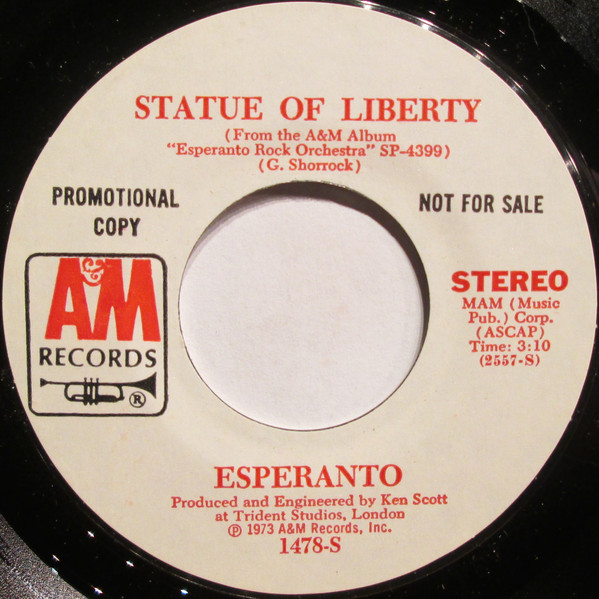 STATUE OF LIBERTY
(From the A&M Album
"Esperanto Rock Orchestra" SP-4399)
(G. Shorrock)
PROMOTIONAL
COPY
NOT FOR SALE
A&M
RECORDS
®
STEREO
MAM (Music
Pub.) Corp.
(ASCAP)
Time: 3:10
(2557-S)
ESPERANTO
Produced and Engineered by Ken Scott
at Trident Studios, London
℗ 1973 A&M Records, Inc.
1478-S